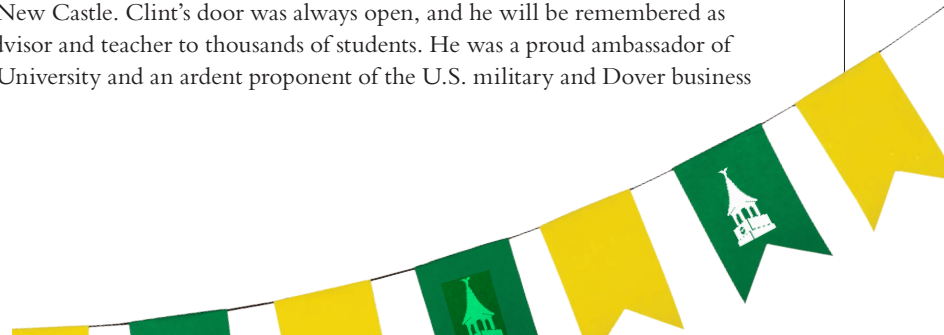 New Castle. Clint’s door was always open, and he will be remembered as
dvisor and teacher to thousands of students. He was a proud ambassador of
University and an ardent proponent of the U.S. military and Dover business